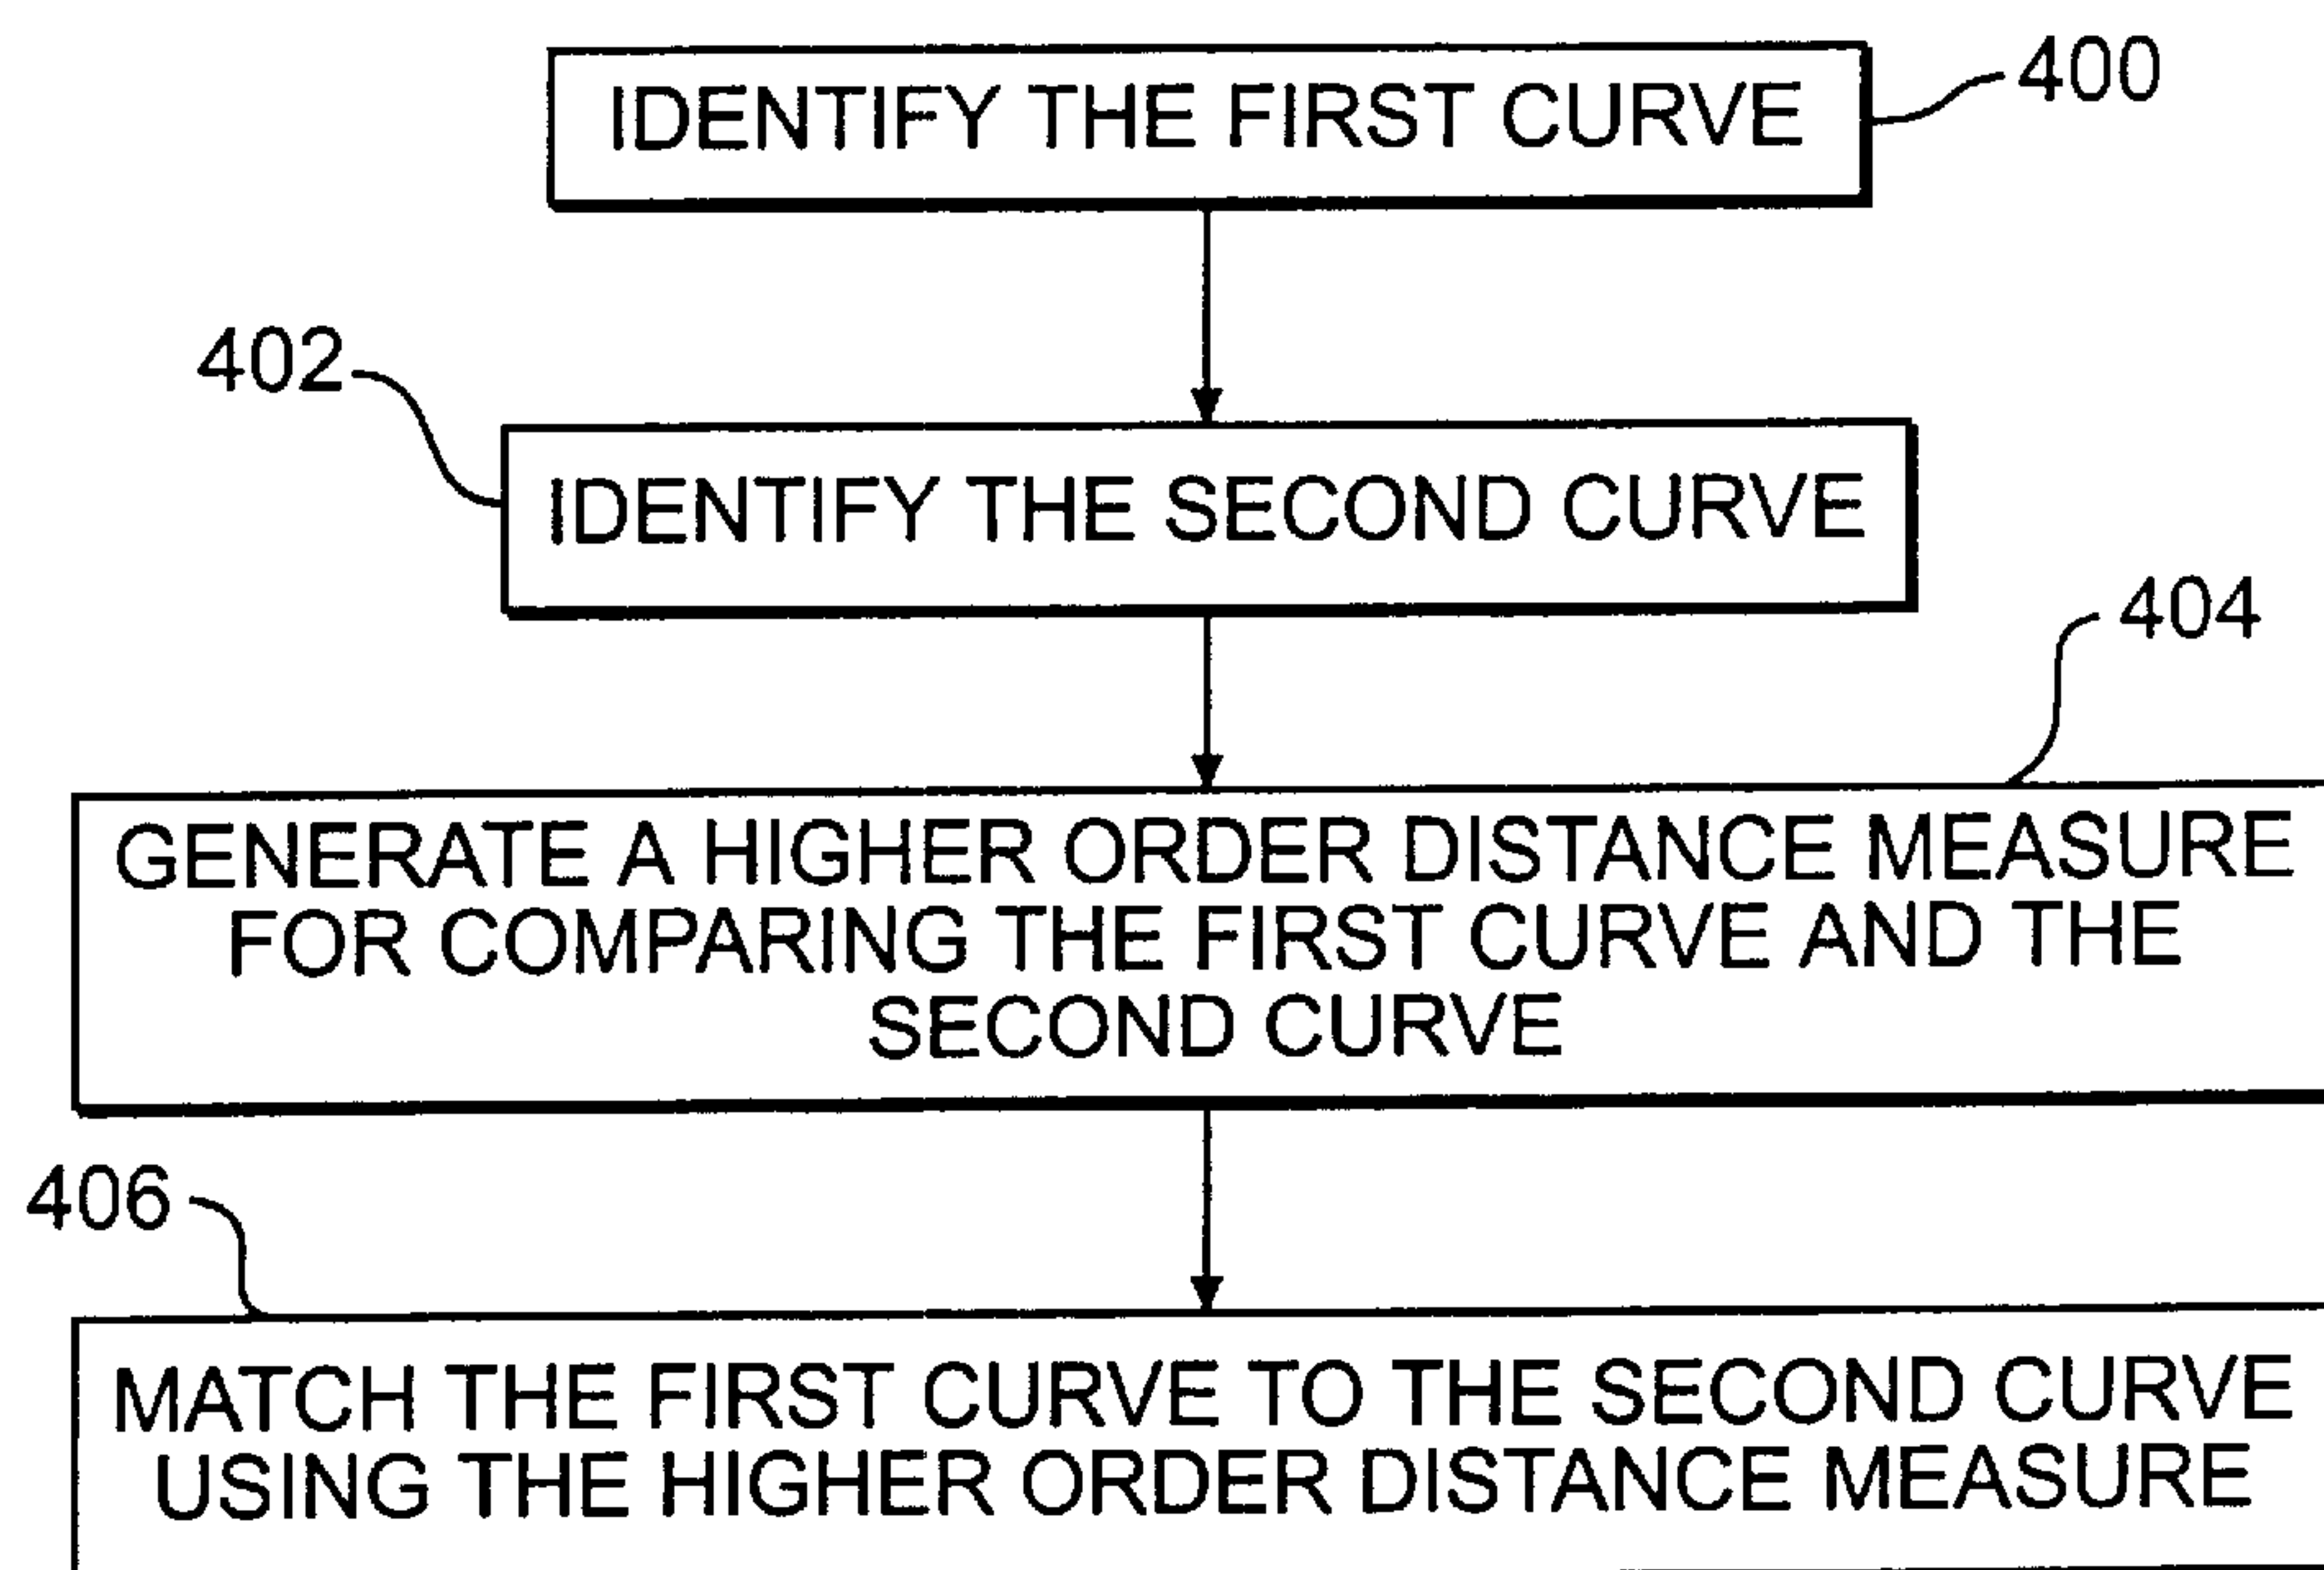 IDENTIFY THE FIRST CURVE
400
402
IDENTIFY THE SECOND CURVE
404
GENERATE A HIGHER ORDER DISTANCE MEASURE
FOR COMPARING THE FIRST CURVE AND THE
SECOND CURVE
406
MATCH THE FIRST CURVE TO THE SECOND CURVE
USING THE HIGHER ORDER DISTANCE MEASURE